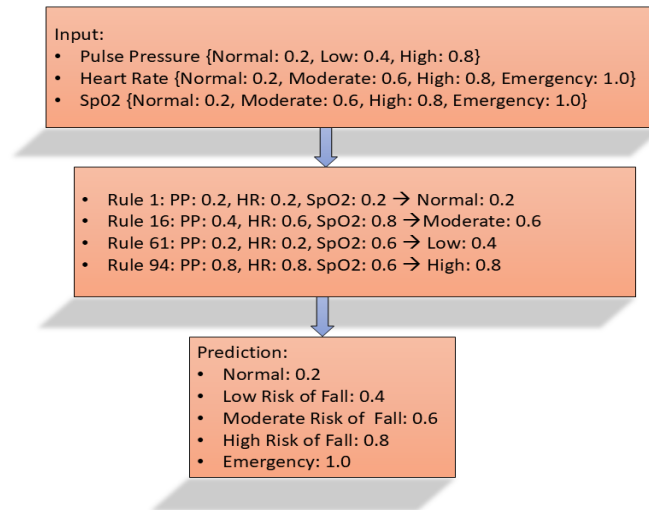 Input:
• Pulse Pressure {Normal: 0.2, Low: 0.4, High: 0.8}
• Heart Rate {Normal: 0.2, Moderate: 0.6, High: 0.8, Emergency: 1.0}
• Sp02 {Normal: 0.2, Moderate: 0.6, High: 0.8, Emergency: 1.0}
• Rule 1: PP: 0.2, HR: 0.2, SpO2: 0.2 → Normal: 0.2
• Rule 16: PP: 0.4, HR: 0.6, SpO2: 0.8 →Moderate: 0.6
• Rule 61: PP: 0.2, HR: 0.2, SpO2: 0.6 → Low: 0.4
• Rule 94: PP: 0.8, HR: 0.8. SpO2: 0.6 → High: 0.8
Prediction:
• Normal: 0.2
• Low Risk of Fall: 0.4
• Moderate Risk of Fall: 0.6
• High Risk of Fall: 0.8
• Emergency: 1.0